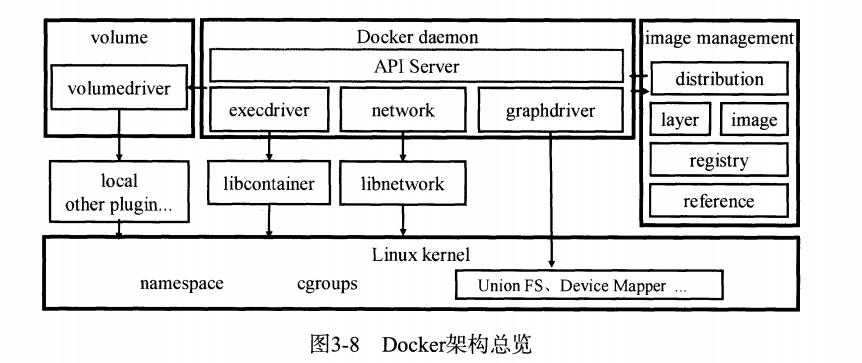 volume
Docker daemon
image management
API Server
distribution
volumedriver
execdriver
network
graphdriver
layer
image
registry
local
other plugin...
libcontainer
libnetwork
reference
Linux kernel
namespace
cgroups
Union FS、Device Mapper ...
图3-8 Docker架构总览